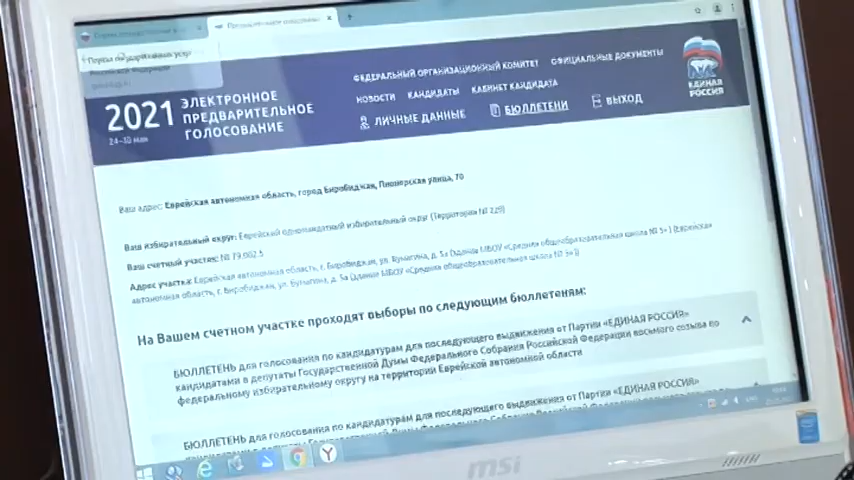 2021
24–30 мая
ЭЛЕКТРОННОЕ
ПРЕДВАРИТЕЛЬНОЕ
ГОЛОСОВАНИЕ
ФЕДЕРАЛЬНЫЙ ОРГАНИЗАЦИОННЫЙ КОМИТЕТ ОФИЦИАЛЬНЫЕ ДОКУМЕНТЫ
НОВОСТИ КАНДИДАТЫ КАБИНЕТ КАНДИДАТА
ЛИЧНЫЕ ДАННЫЕ БЮЛЛЕТЕНИ ВЫХОД
ЕДИНАЯ
РОССИЯ
Ваш адрес: Еврейская автономная область, город Биробиджан, Пионерская улица, 70
Ваш избирательный округ: Еврейский одномандатный избирательный округ (Территория № 229)
Ваш счетный участок: № 79.002.5
Адрес участка: Еврейская автономная область, г. Биробиджан, ул. Бумагина, д. 5а (Здание МБОУ «Средняя общеобразовательная школа № 5» ) (Еврейская
автономная область, г. Биробиджан, ул. Бумагина, д. 5а (Здание МБОУ «Средняя общеобразовательная школа № 5» ))
На Вашем счетном участке проходят выборы по следующим бюллетеням:
БЮЛЛЕТЕНЬ для голосования по кандидатурам для последующего выдвижения от Партии «ЕДИНАЯ РОССИЯ»
кандидатами в депутаты Государственной Думы Федерального Собрания Российской Федерации восьмого созыва по
федеральному избирательному округу на территории Еврейской автономной области
БЮЛЛЕТЕНЬ для голосования по кандидатурам для последующего выдвижения от Партии «ЕДИНАЯ РОССИЯ»
msi